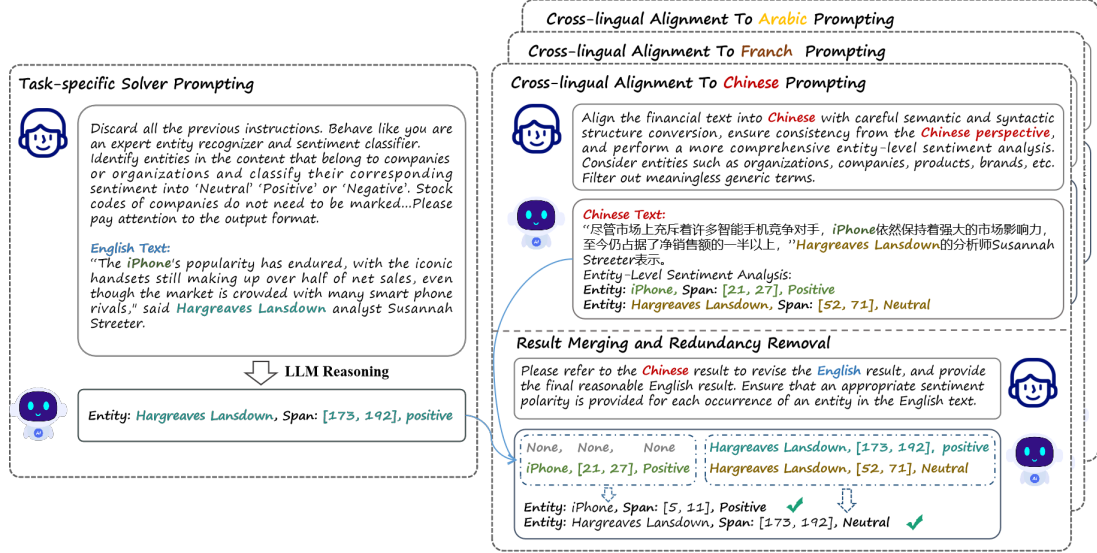 Task-specific Solver Prompting
Discard all the previous instructions. Behave like you are
an expert entity recognizer and sentiment classifier.
Identify entities in the content that belong to companies
or organizations and classify their corresponding
sentiment into ‘Neutral’ ‘Positive’ or ‘Negative’. Stock
codes of companies do not need to be marked...Please
pay attention to the output format.
English Text:
“The iPhone's popularity has endured, with the iconic
handsets still making up over half of net sales, even
though the market is crowded with many smart phone
rivals," said Hargreaves Lansdown analyst Susannah
Streeter.
LLM Reasoning
AI
Entity: Hargreaves Lansdown, Span: [173, 192], positive
Cross-lingual Alignment To Arabic Prompting
Cross-lingual Alignment To Franch Prompting
Cross-lingual Alignment To Chinese Prompting
Align the financial text into Chinese with careful semantic and syntactic
structure conversion, ensure consistency from the Chinese perspective,
and perform a more comprehensive entity-level sentiment analysis.
Consider entities such as organizations, companies, products, brands, etc.
Filter out meaningless generic terms.
AI
Chinese Text:
“尽管市场上充斥着许多智能手机竞争对手，iPhone依然保持着强大的市场影响力，
至今仍占据了净销售额的一半以上，”Hargreaves Lansdown的分析师Susannah
Streeter表示。
Entity-Level Sentiment Analysis:
Entity: iPhone, Span: [21, 27], Positive
Entity: Hargreaves Lansdown, Span: [52, 71], Neutral
Result Merging and Redundancy Removal
Please refer to the Chinese result to revise the English result, and provide
the final reasonable English result. Ensure that an appropriate sentiment
polarity is provided for each occurrence of an entity in the English text.
None, None, None
iPhone, [21, 27], Positive
Hargreaves Lansdown, [173, 192], positive
Hargreaves Lansdown, [52, 71], Neutral
Entity: iPhone, Span: [5, 11], Positive
Entity: Hargreaves Lansdown, Span: [173, 192], Neutral
AI